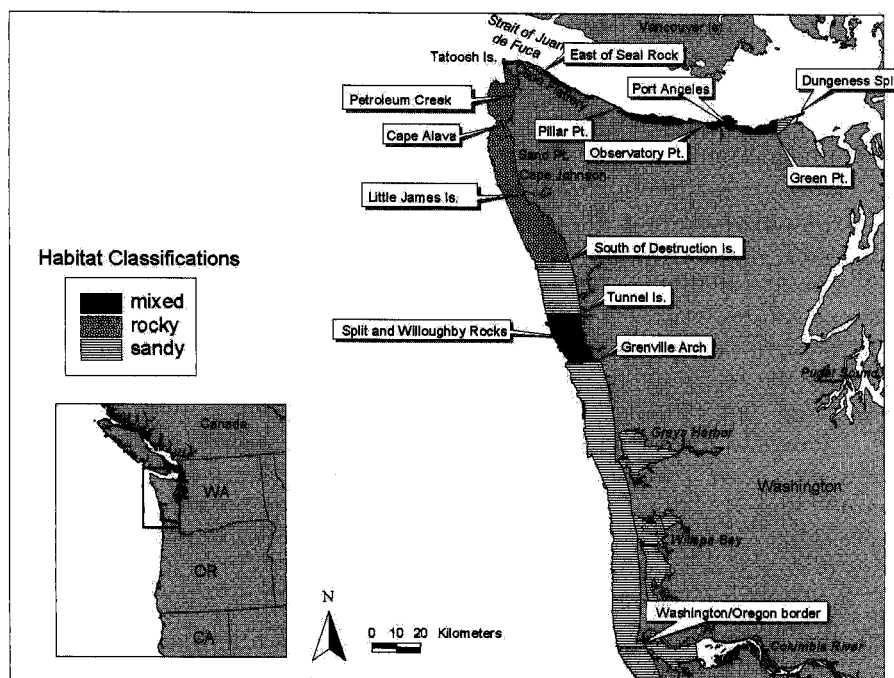 Vancouver Is.
Strait of Juan
de Fuca
East of Seal Rock
Tatoosh Is.
Port Angeles
Dungeness Spi
Cape Flattery
Petroleum Creek
Cape Alava
Pillar Pt.
Observatory Pt.
Sand Pt.
Green Pt.
Cape Johnson
Little James Is.
South of Destruction Is.
Habitat Classifications
mixed
rocky
sandy
Tunnel Is.
Split and Willoughby Rocks
Grenville Arch
Puget Sound
Canada
Grays Harbor
WA
Washington
Willapa Bay
OR
Washington/Oregon border
N
0 10 20 Kilometers
CA
Columbia River